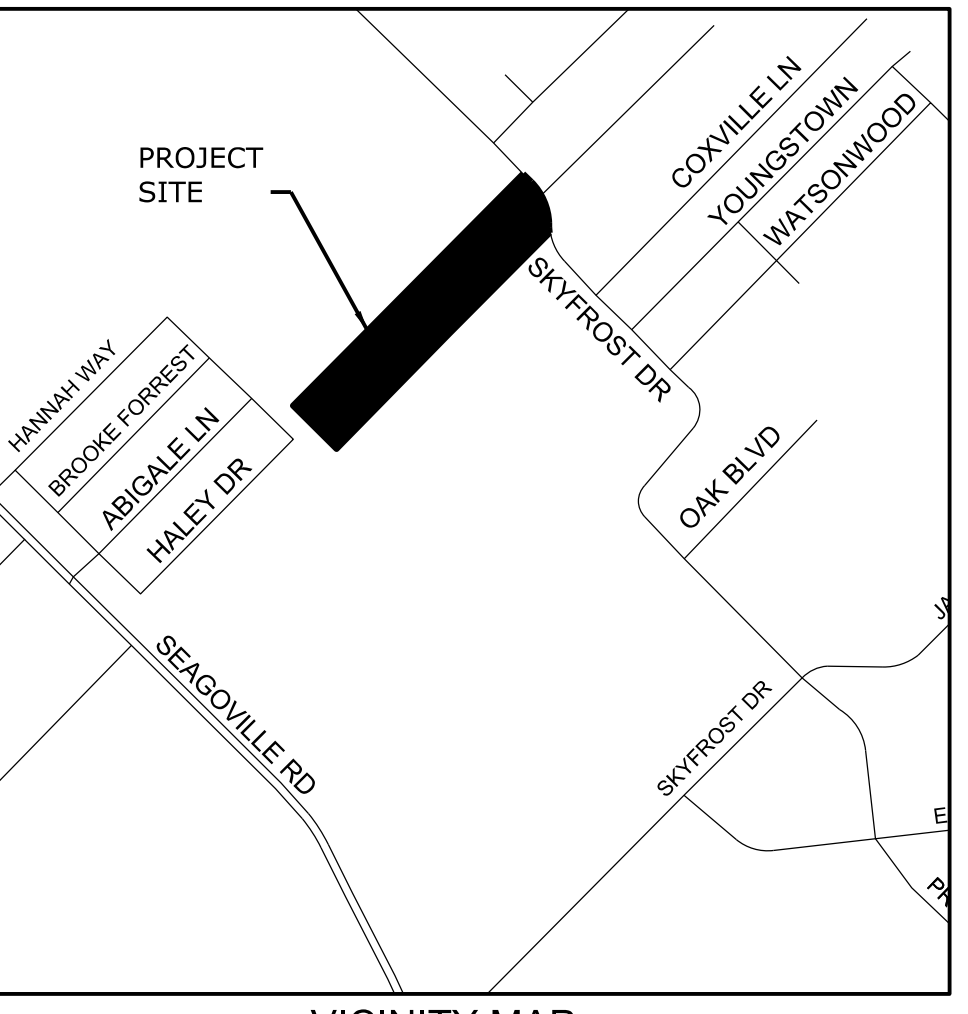 PROJECT
SITE
COXVILLE LN
YOUNGSTOWN
WATSONWOOD
SKYFROST DR
HANNAH WAY
BROOKE FORREST
ABIGALE LN
HALEY DR
OAK BLVD
SEAGOVILLE RD
SKYFROST DR
VICINITY MAP